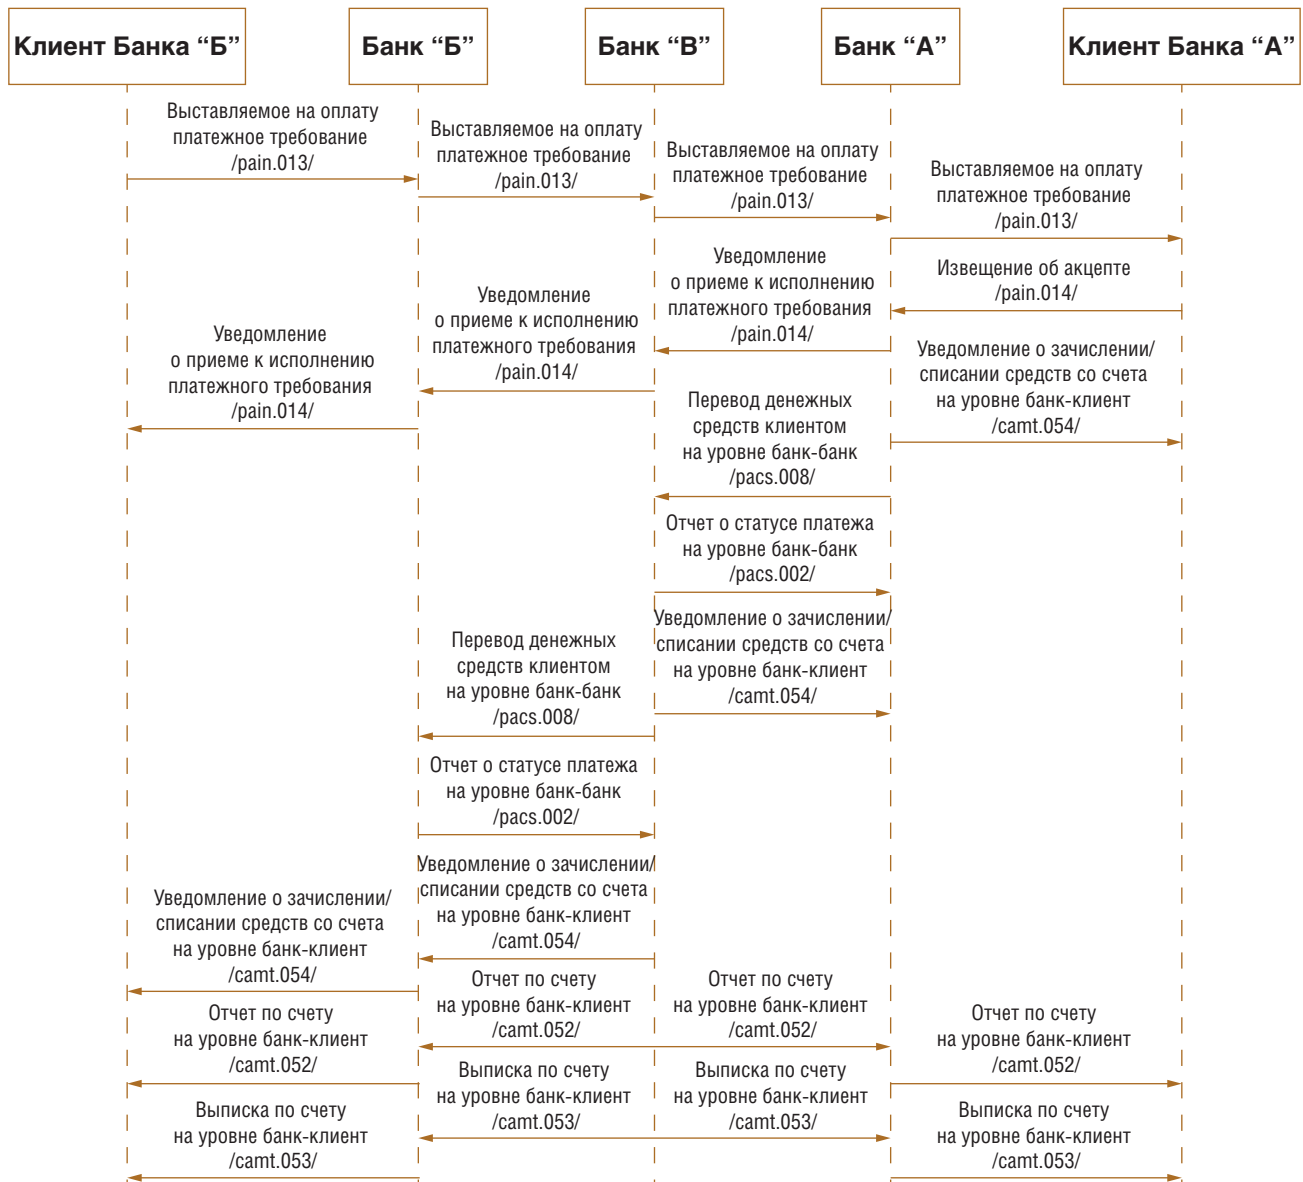 Клиент Банка “Б”
Банк “Б”
Банк “В”
Банк “А”
Клиент Банка “А”
Выставляемое на оплату
платежное требование
/pain.013/
Выставляемое на оплату
платежное требование
/pain.013/
Выставляемое на оплату
платежное требование
/pain.013/
Выставляемое на оплату
платежное требование
/pain.013/
Извещение об акцепте
/pain.014/
Уведомление
о приеме к исполнению
платежного требования
/pain.014/
Уведомление
о приеме к исполнению
платежного требования
/pain.014/
Уведомление
о приеме к исполнению
платежного требования
/pain.014/
Уведомление о зачислении/
списании средств со счета
на уровне банк-клиент
/camt.054/
Перевод денежных
средств клиентом
на уровне банк-банк
/pacs.008/
Отчет о статусе платежа
на уровне банк-банк
/pacs.002/
Уведомление о зачислении/
списании средств со счета
на уровне банк-клиент
/camt.054/
Перевод денежных
средств клиентом
на уровне банк-банк
/pacs.008/
Отчет о статусе платежа
на уровне банк-банк
/pacs.002/
Уведомление о зачислении/
списании средств со счета
на уровне банк-клиент
/camt.054/
Уведомление о зачислении/
списании средств со счета
на уровне банк-клиент
/camt.054/
Отчет по счету
на уровне банк-клиент
/camt.052/
Отчет по счету
на уровне банк-клиент
/camt.052/
Отчет по счету
на уровне банк-клиент
/camt.052/
Отчет по счету
на уровне банк-клиент
/camt.052/
Выписка по счету
на уровне банк-клиент
/camt.053/
Выписка по счету
на уровне банк-клиент
/camt.053/
Выписка по счету
на уровне банк-клиент
/camt.053/
Выписка по счету
на уровне банк-клиент
/camt.053/